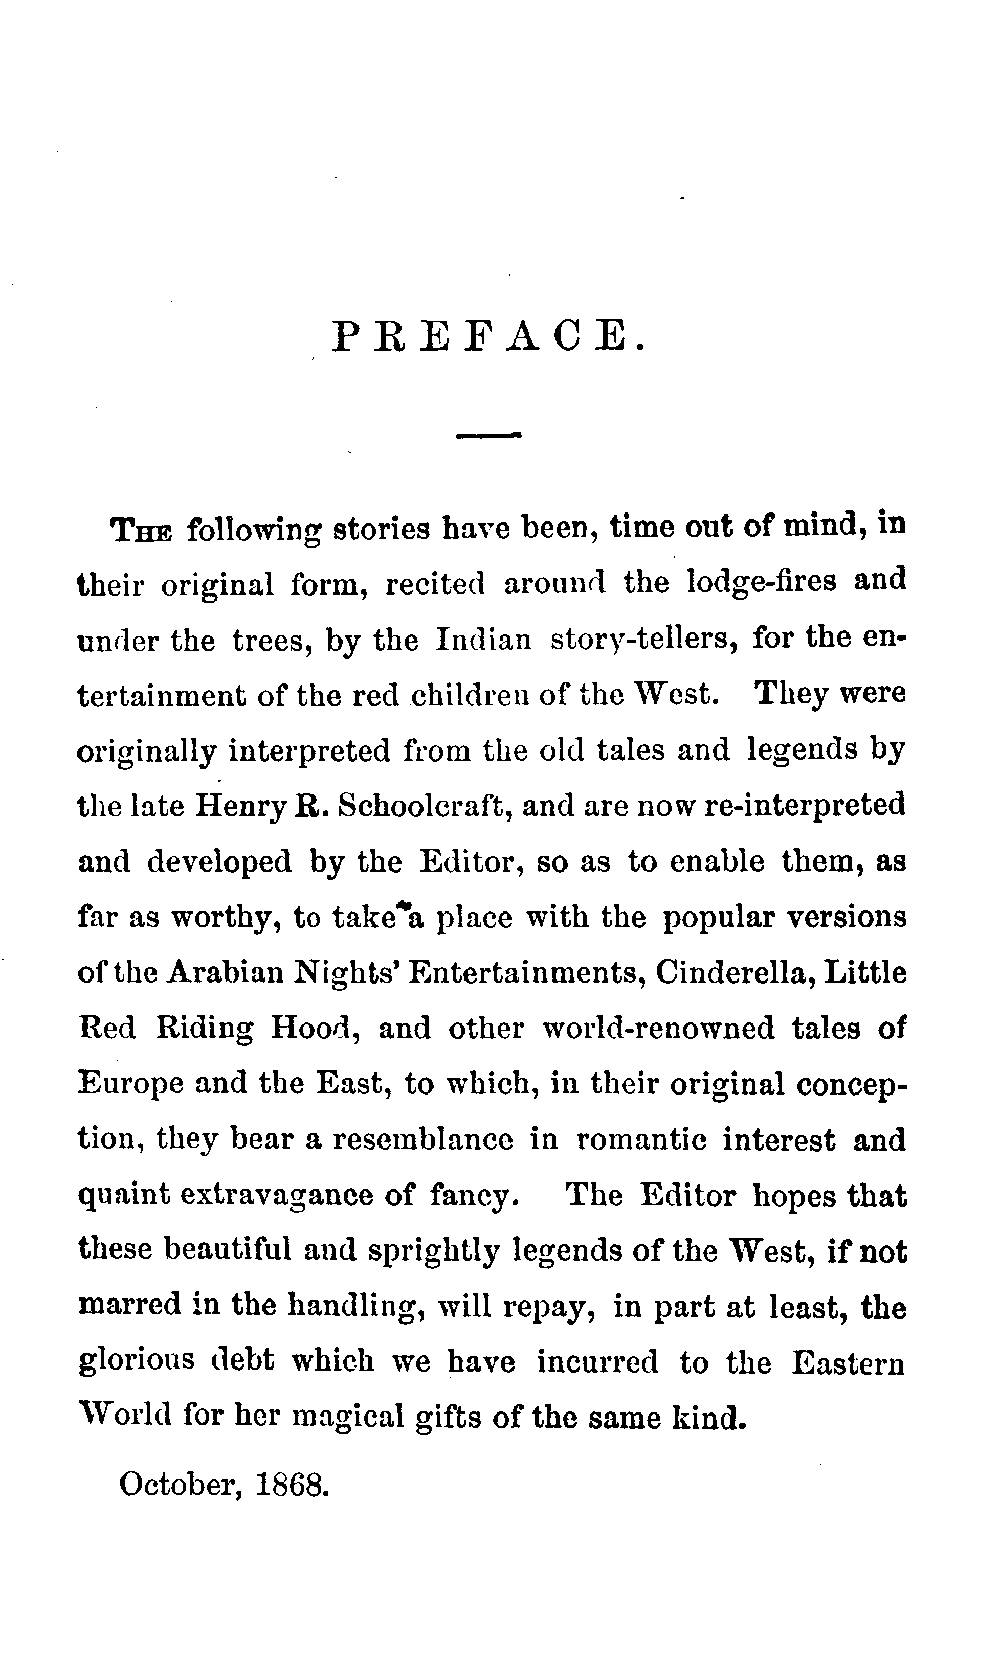 PREFACE.
THE following stories have been, time out of mind, in
their original form, recited around the lodge-fires and
under the trees, by the Indian story-tellers, for the en-
tertainment of the red children of the West. They were
originally interpreted from the old tales and legends by
the late Henry R. Schoolcraft, and are now re-interpreted
and developed by the Editor, so as to enable them, as
far as worthy, to take a place with the popular versions
of the Arabian Nights' Entertainments, Cinderella, Little
Red Riding Hood, and other world-renowned tales of
Europe and the East, to which, in their original concep-
tion, they bear a resemblance in romantic interest and
quaint extravagance of fancy. The Editor hopes that
these beautiful and sprightly legends of the West, if not
marred in the handling, will repay, in part at least, the
glorious debt which we have incurred to the Eastern
World for her magical gifts of the same kind.
October, 1868.